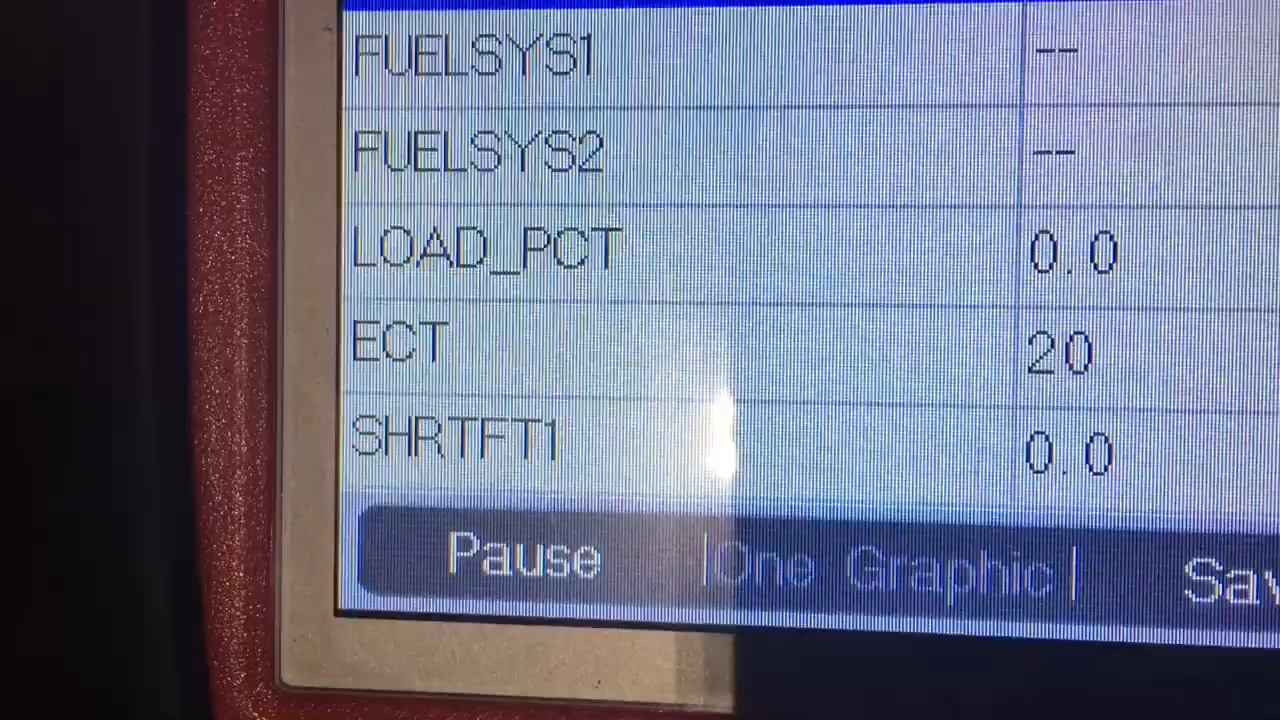 FUELSYS1 --
FUELSYS2 --
LOAD_PCT 0.0
ECT 20
SHRTFT1 0.0
Pause |One Graphic|